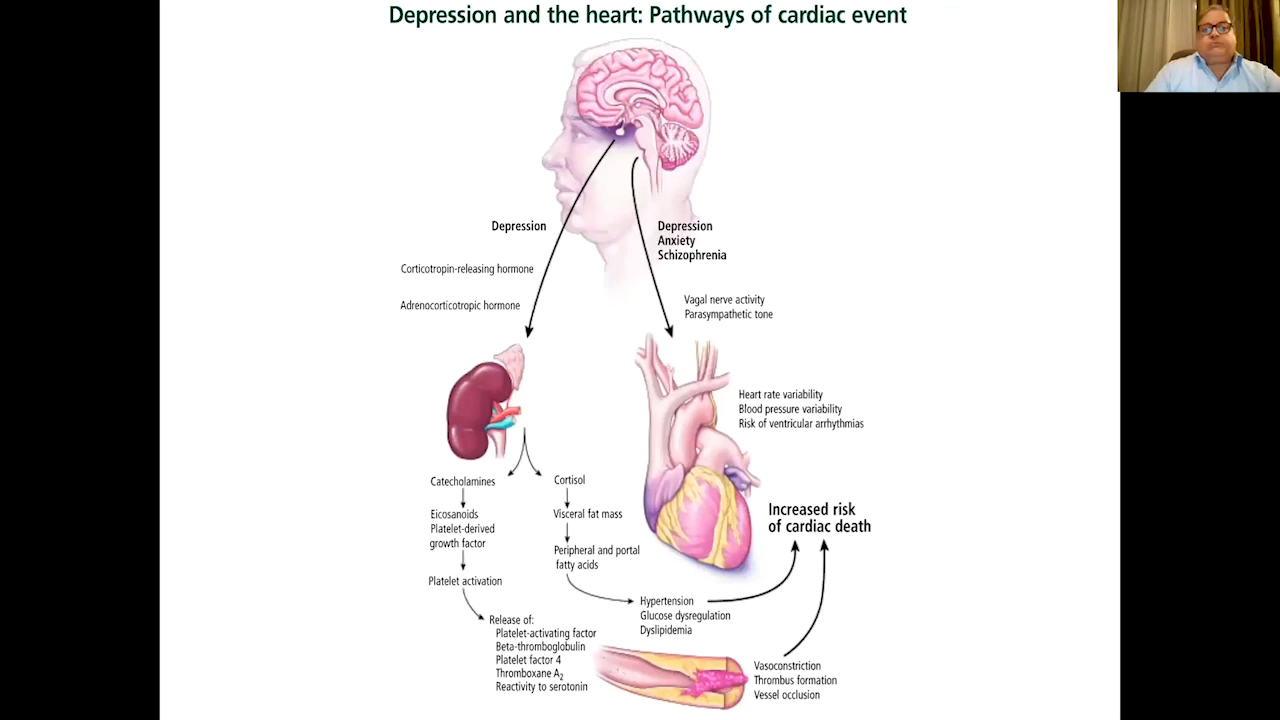 Depression and the heart: Pathways of cardiac event
Depression
Corticotropin-releasing hormone
Adrenocorticotropic hormone
Depression
Anxiety
Schizophrenia
Vagal nerve activity
Parasympathetic tone
Heart rate variability
Blood pressure variability
Risk of ventricular arrhythmias
Catecholamines
Eicosanoids
Platelet-derived
growth factor
Platelet activation
Release of:
Platelet-activating factor
Beta-thromboglobulin
Platelet factor 4
Thromboxane A₂
Reactivity to serotonin
Cortisol
Visceral fat mass
Peripheral and portal
fatty acids
Hypertension
Glucose dysregulation
Dyslipidemia
Increased risk
of cardiac death
Vasoconstriction
Thrombus formation
Vessel occlusion